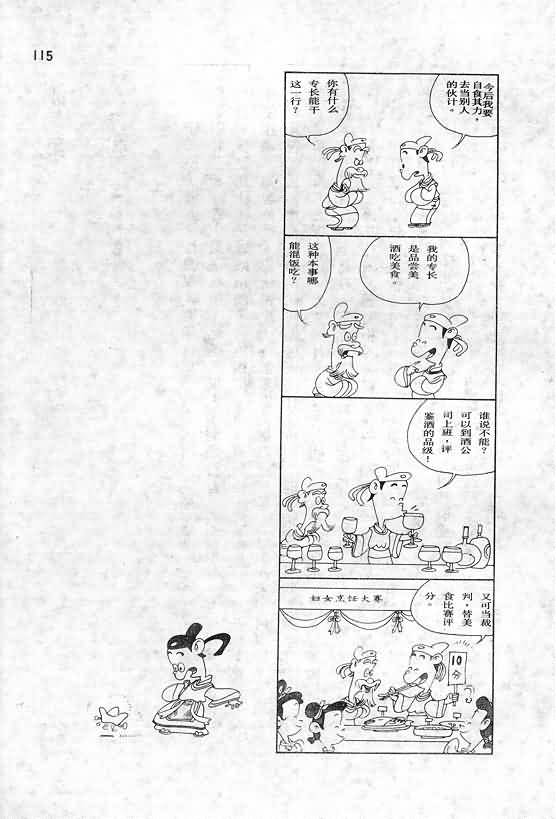 115
今后我要
自食其力，
去当别人
的伙计。
你有什么
专长能干
这一行？
我的专长
是品尝美
酒吃美食。
这种本事哪
能混饭吃？
谁说不能？
可以到酒公
司上班，评
鉴酒的品级！
又可当裁
判，替美
食比赛评
分。
妇女烹饪大赛
10
分